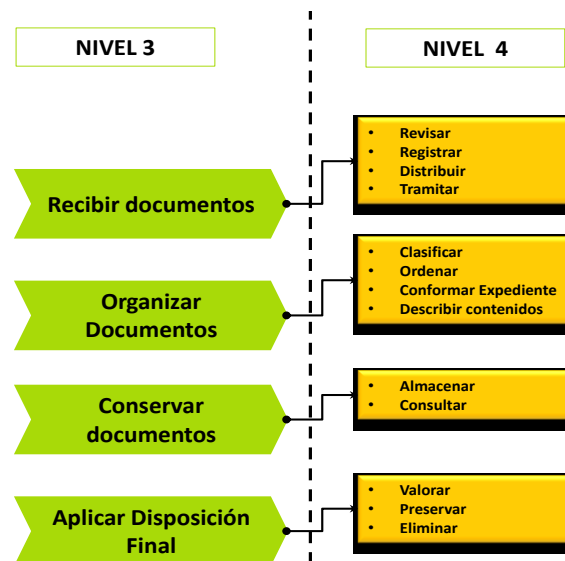 NIVEL 3
NIVEL 4
Recibir documentos
• Revisar
• Registrar
• Distribuir
• Tramitar
Organizar
Documentos
• Clasificar
• Ordenar
• Conformar Expediente
• Describir contenidos
Conservar
documentos
• Almacenar
• Consultar
Aplicar Disposición
Final
• Valorar
• Preservar
• Eliminar